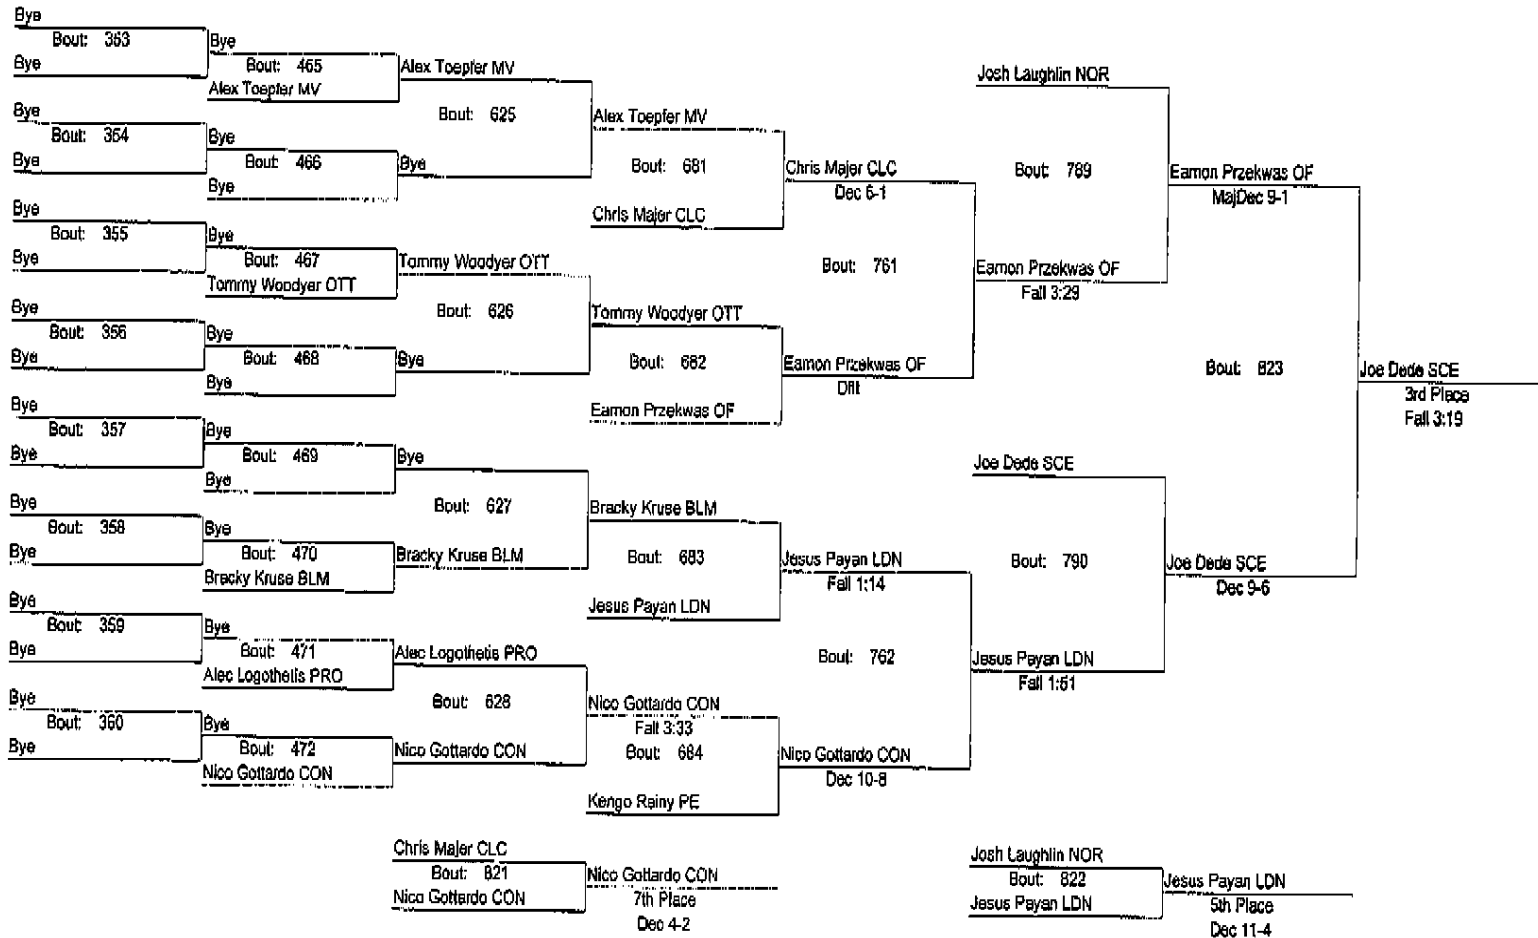 Bye
Bout: 353
Bye
Bye
Bout: 465
Alex Toepfer MV
Alex Toepfer MV
Bye
Bout: 354
Bye
Bye
Bout: 466
Bye
Bye
Bout: 625
Alex Toepfer MV
Bout: 681
Chris Majer CLC
Chris Majer CLC
Dec 6-1
Bye
Bout: 355
Bye
Bye
Bout: 467
Tommy Woodyer OTT
Tommy Woodyer OTT
Bye
Bout: 356
Bye
Bye
Bout: 468
Bye
Bye
Bout: 626
Tommy Woodyer OTT
Bout: 682
Eamon Przekwas OF
Eamon Przekwas OF
Dflt
Bout: 761
Eamon Przekwas OF
Fall 3:29
Josh Laughlin NOR
Bout: 789
Eamon Przekwas OF
MajDec 9-1
Bye
Bout: 357
Bye
Bye
Bout: 469
Bye
Bye
Bye
Bout: 358
Bye
Bye
Bout: 470
Bracky Kruse BLM
Bracky Kruse BLM
Bout: 627
Bracky Kruse BLM
Bout: 683
Jesus Payan LDN
Jesus Payan LDN
Fall 1:14
Bye
Bout: 359
Bye
Bye
Bout: 471
Alec Logothetis PRO
Alec Logothetis PRO
Bye
Bout: 360
Bye
Bye
Bout: 472
Nico Gottardo CON
Nico Gottardo CON
Bout: 628
Nico Gottardo CON
Fall 3:33
Bout: 684
Kengo Rainy PE
Nico Gottardo CON
Dec 10-8
Bout: 762
Jesus Payan LDN
Fall 1:51
Joe Dede SCE
Bout: 790
Joe Dede SCE
Dec 9-6
Bout: 823
Joe Dede SCE
3rd Place
Fall 3:19
Chris Majer CLC
Bout: 821
Nico Gottardo CON
Nico Gottardo CON
7th Place
Dec 4-2
Josh Laughlin NOR
Bout: 822
Jesus Payan LDN
Jesus Payan LDN
5th Place
Dec 11-4